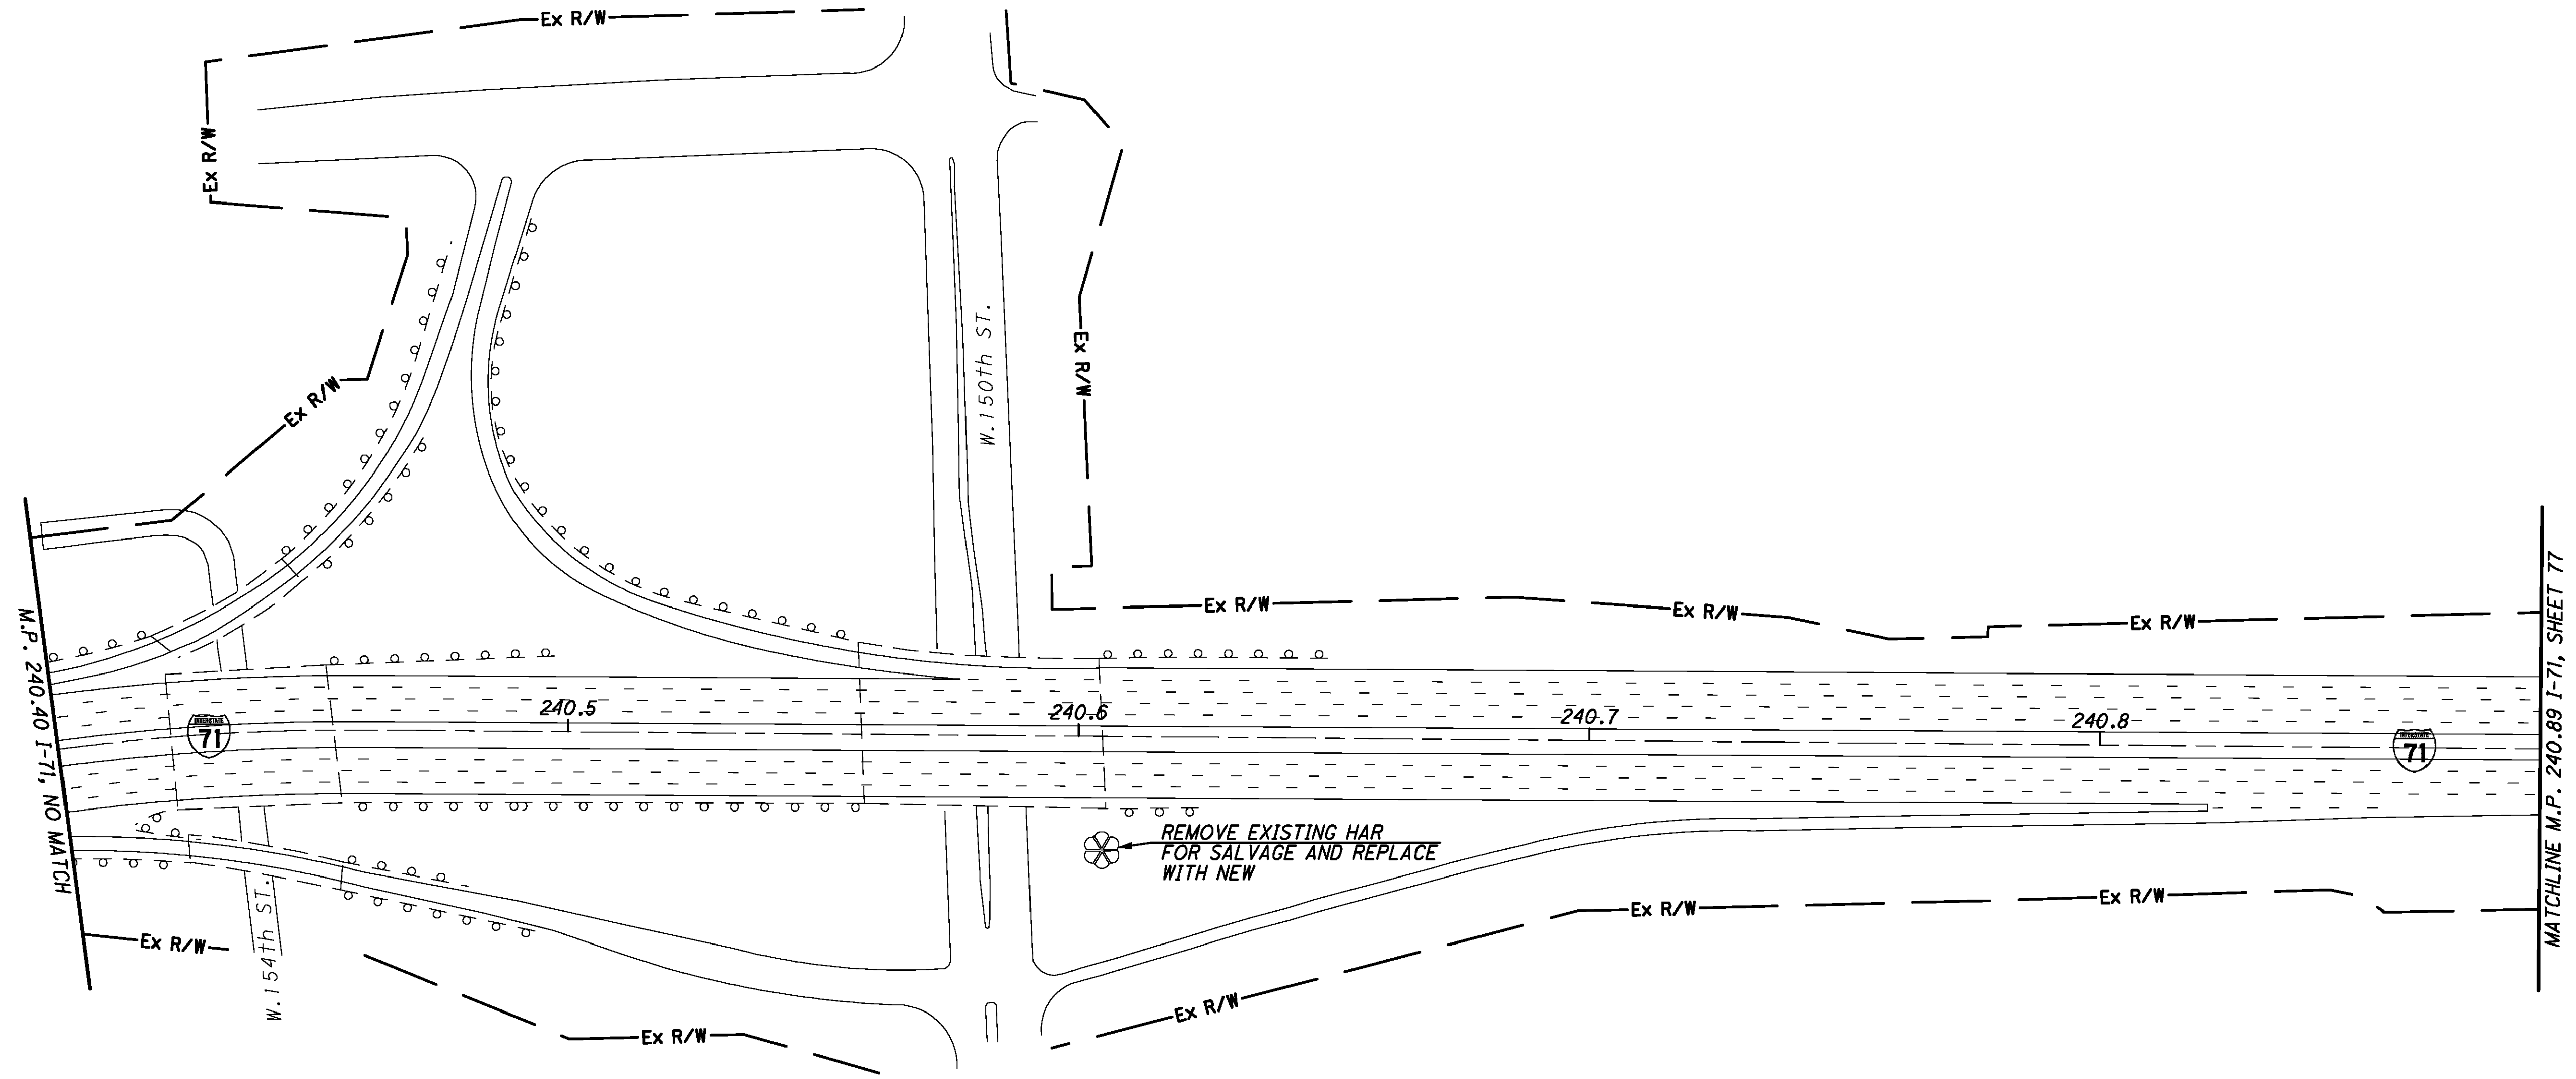 Ex R/W
Ex R/W
Ex R/W
W.150th ST.
Ex R/W
M.P. 240.40 I-71, NO MATCH
MATCHLINE M.P. 240.89 I-71, SHEET 77
Ex R/W
Ex R/W
Ex R/W
INTERSTATE
71
240.5
240.6
240.7
240.8
INTERSTATE
71
REMOVE EXISTING HAR
FOR SALVAGE AND REPLACE
WITH NEW
W.154th ST.
Ex R/W
Ex R/W
Ex R/W
Ex R/W
Ex R/W